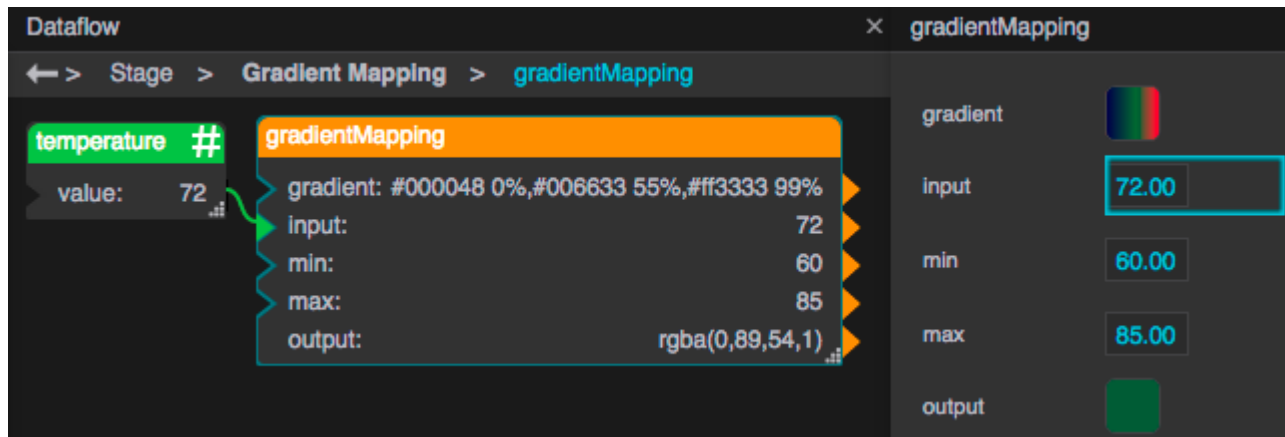 Dataflow ×
← > Stage > Gradient Mapping > gradientMapping
temperature #
value: 72
gradientMapping
gradient: #000048 0%,#006633 55%,#ff3333 99%
input: 72
min: 60
max: 85
output: rgba(0,89,54,1)
gradientMapping
gradient
input 72.00
min 60.00
max 85.00
output